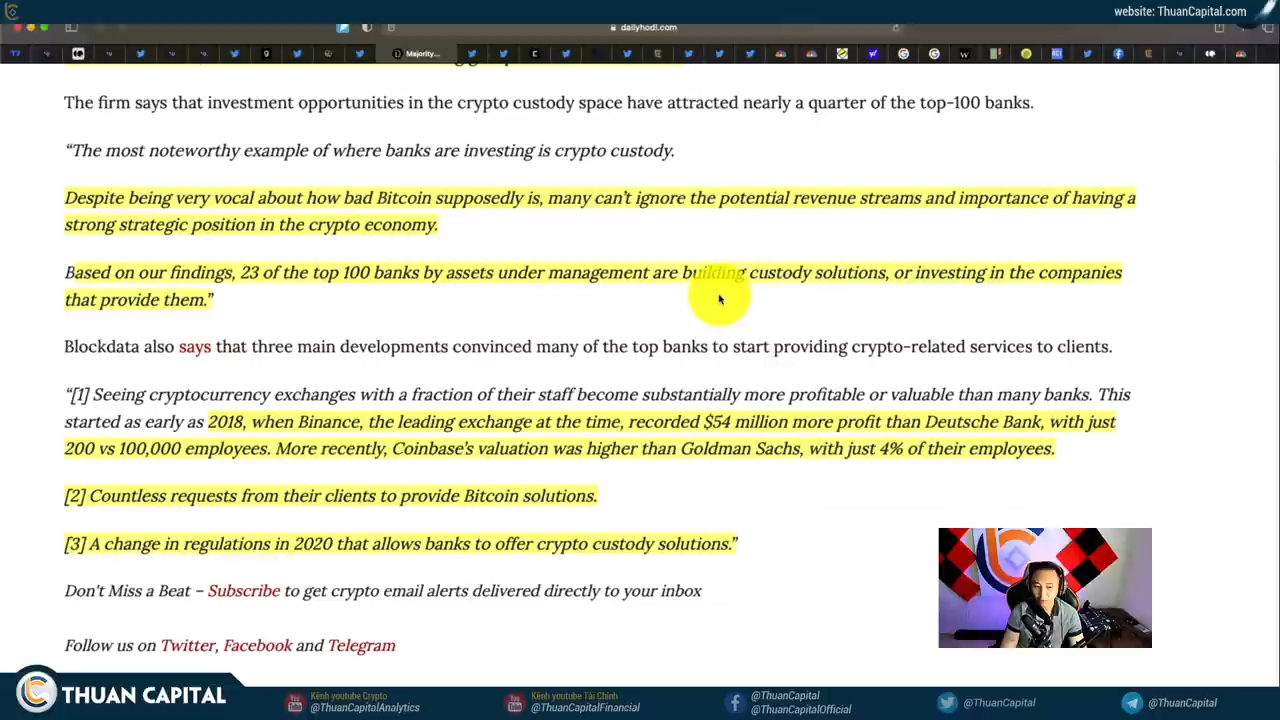 website: ThuanCapital.com
dailyhodl.com
Majority...
The firm says that investment opportunities in the crypto custody space have attracted nearly a quarter of the top-100 banks.
“The most noteworthy example of where banks are investing is crypto custody.
Despite being very vocal about how bad Bitcoin supposedly is, many can’t ignore the potential revenue streams and importance of having a
strong strategic position in the crypto economy.
Based on our findings, 23 of the top 100 banks by assets under management are building custody solutions, or investing in the companies
that provide them.”
Blockdata also says that three main developments convinced many of the top banks to start providing crypto-related services to clients.
“[1] Seeing cryptocurrency exchanges with a fraction of their staff become substantially more profitable or valuable than many banks. This
started as early as 2018, when Binance, the leading exchange at the time, recorded $54 million more profit than Deutsche Bank, with just
200 vs 100,000 employees. More recently, Coinbase’s valuation was higher than Goldman Sachs, with just 4% of their employees.
[2] Countless requests from their clients to provide Bitcoin solutions.
[3] A change in regulations in 2020 that allows banks to offer crypto custody solutions.”
Don't Miss a Beat – Subscribe to get crypto email alerts delivered directly to your inbox
Follow us on Twitter, Facebook and Telegram
THUAN CAPITAL
Kênh youtube Crypto
@ThuanCapitalAnalytics
Kênh youtube Tài Chính
@ThuanCapitalFinancial
@ThuanCapital
@ThuanCapitalOfficial
@ThuanCapital
@ThuanCapital